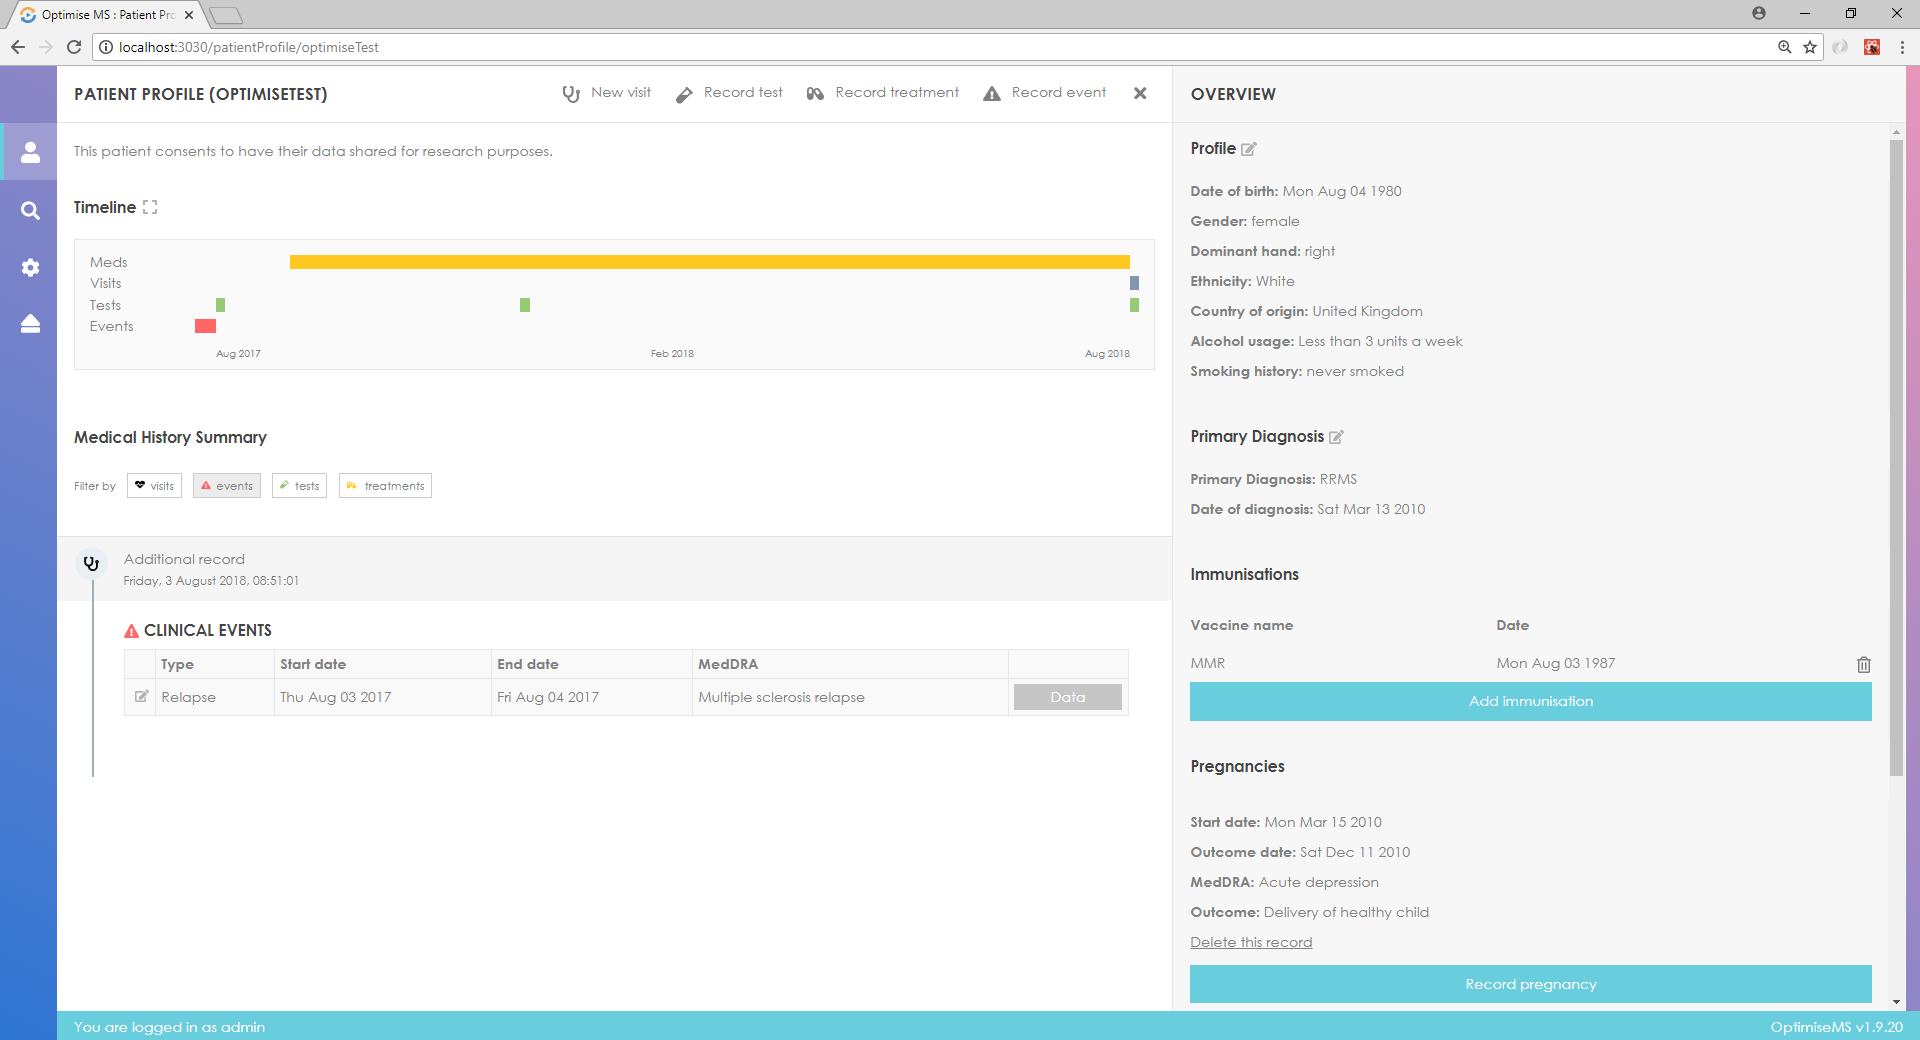 Optimise MS : Patient Pro
localhost:3030/patientProfile/optimiseTest
PATIENT PROFILE (OPTIMISETEST)
New visit
Record test
Record treatment
Record event
This patient consents to have their data shared for research purposes.
Timeline
Meds
Visits
Tests
Events
Aug 2017
Feb 2018
Aug 2018
Medical History Summary
Filter by
visits
events
tests
treatments
Additional record
Friday, 3 August 2018, 08:51:01
CLINICAL EVENTS
Type Start date End date MedDRA
Relapse Thu Aug 03 2017 Fri Aug 04 2017 Multiple sclerosis relapse Data
OVERVIEW
Profile
Date of birth: Mon Aug 04 1980
Gender: female
Dominant hand: right
Ethnicity: White
Country of origin: United Kingdom
Alcohol usage: Less than 3 units a week
Smoking history: never smoked
Primary Diagnosis
Primary Diagnosis: RRMS
Date of diagnosis: Sat Mar 13 2010
Immunisations
Vaccine name Date
MMR Mon Aug 03 1987
Add immunisation
Pregnancies
Start date: Mon Mar 15 2010
Outcome date: Sat Dec 11 2010
MedDRA: Acute depression
Outcome: Delivery of healthy child
Delete this record
Record pregnancy
You are logged in as admin
OptimiseMS v1.9.20